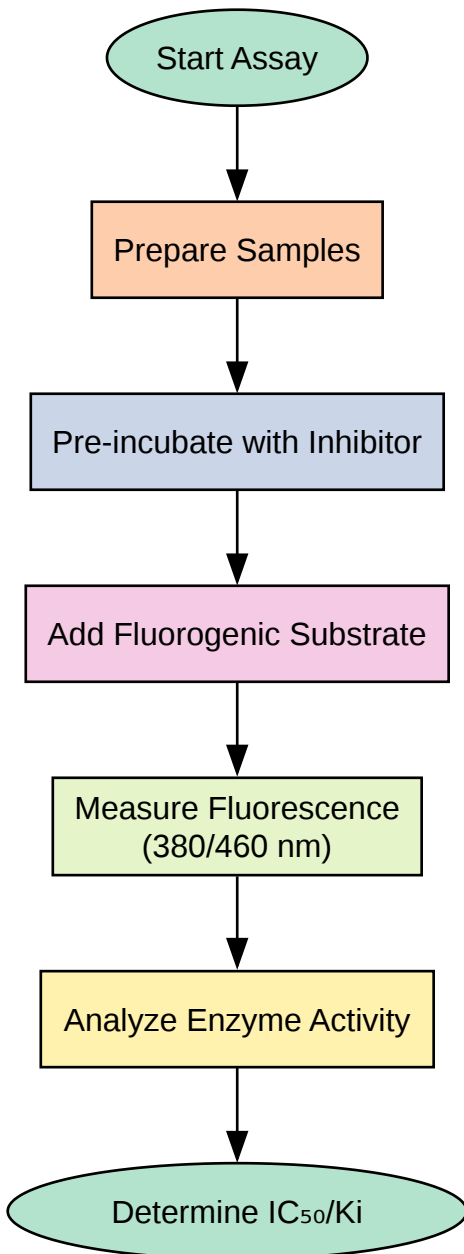 Start Assay
Prepare Samples
Pre-incubate with Inhibitor
Add Fluorogenic Substrate
Measure Fluorescence
(380/460 nm)
Analyze Enzyme Activity
Determine IC₅₀/Ki